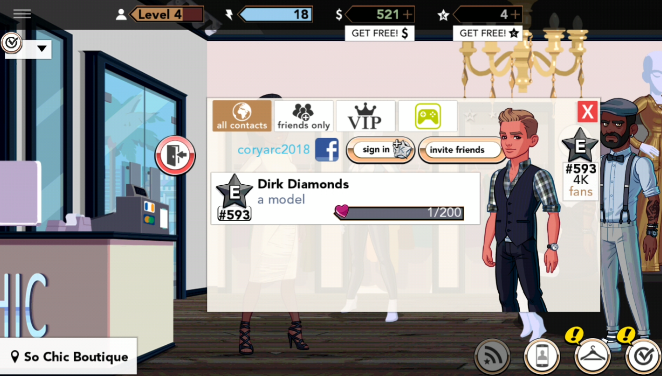 Level 4
18
$ 521 +
4 +
GET FREE! $
GET FREE!
all contacts
friends only
VIP
X
coryarc2018
f
sign in
invite friends
E
#593
4K
fans
E
#593
Dirk Diamonds
a model
1/200
HIC
So Chic Boutique
!
!